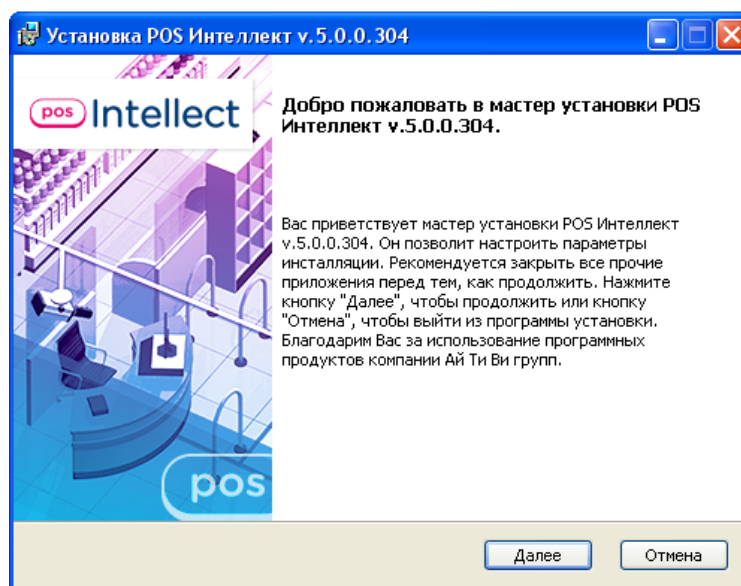 Установка POS Интеллект v.5.0.0.304
pos Intellect
Добро пожаловать в мастер установки POS
Интеллект v.5.0.0.304.
Вас приветствует мастер установки POS Интеллект
v.5.0.0.304. Он позволит настроить параметры
инсталляции. Рекомендуется закрыть все прочие
приложения перед тем, как продолжить. Нажмите
кнопку "Далее", чтобы продолжить или кнопку
"Отмена", чтобы выйти из программы установки.
Благодарим Вас за использование программных
продуктов компании Ай Ти Ви групп.
pos
Далее
Отмена